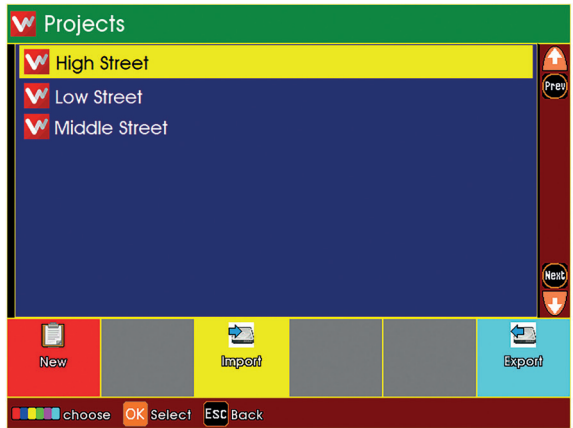 Projects
High Street
Prev
Low Street
Middle Street
Next
New
Import
Export
choose OK Select ESC Back